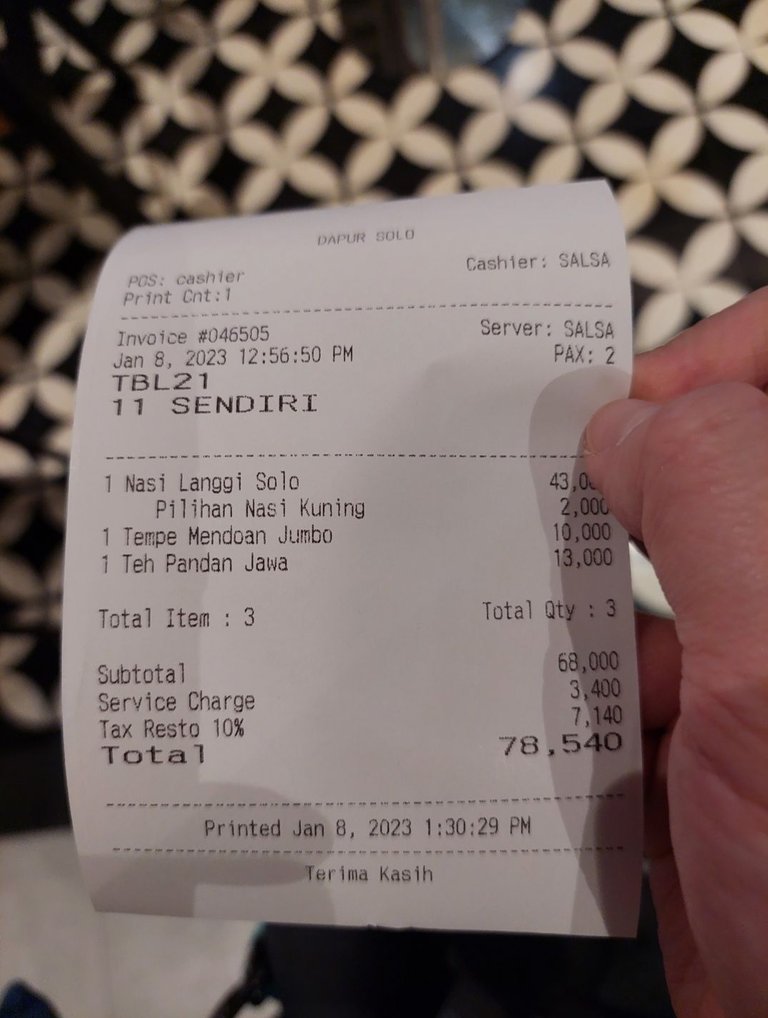 DAPUR SOLO
Cashier: SALSA
POS: cashier
Print Cnt:1
Invoice #046505 Server: SALSA
Jan 8, 2023 12:56:50 PM PAX: 2
TBL21
11 SENDIRI
1 Nasi Langgi Solo
Pilihan Nasi Kuning 2,000
1 Tempe Mendoan Jumbo 10,000
1 Teh Pandan Jawa 13,000
Total Item : 3 Total Qty : 3
Subtotal 68,000
Service Charge 3,400
Tax Resto 10% 7,140
Total 78,540
Printed Jan 8, 2023 1:30:29 PM
Terima Kasih